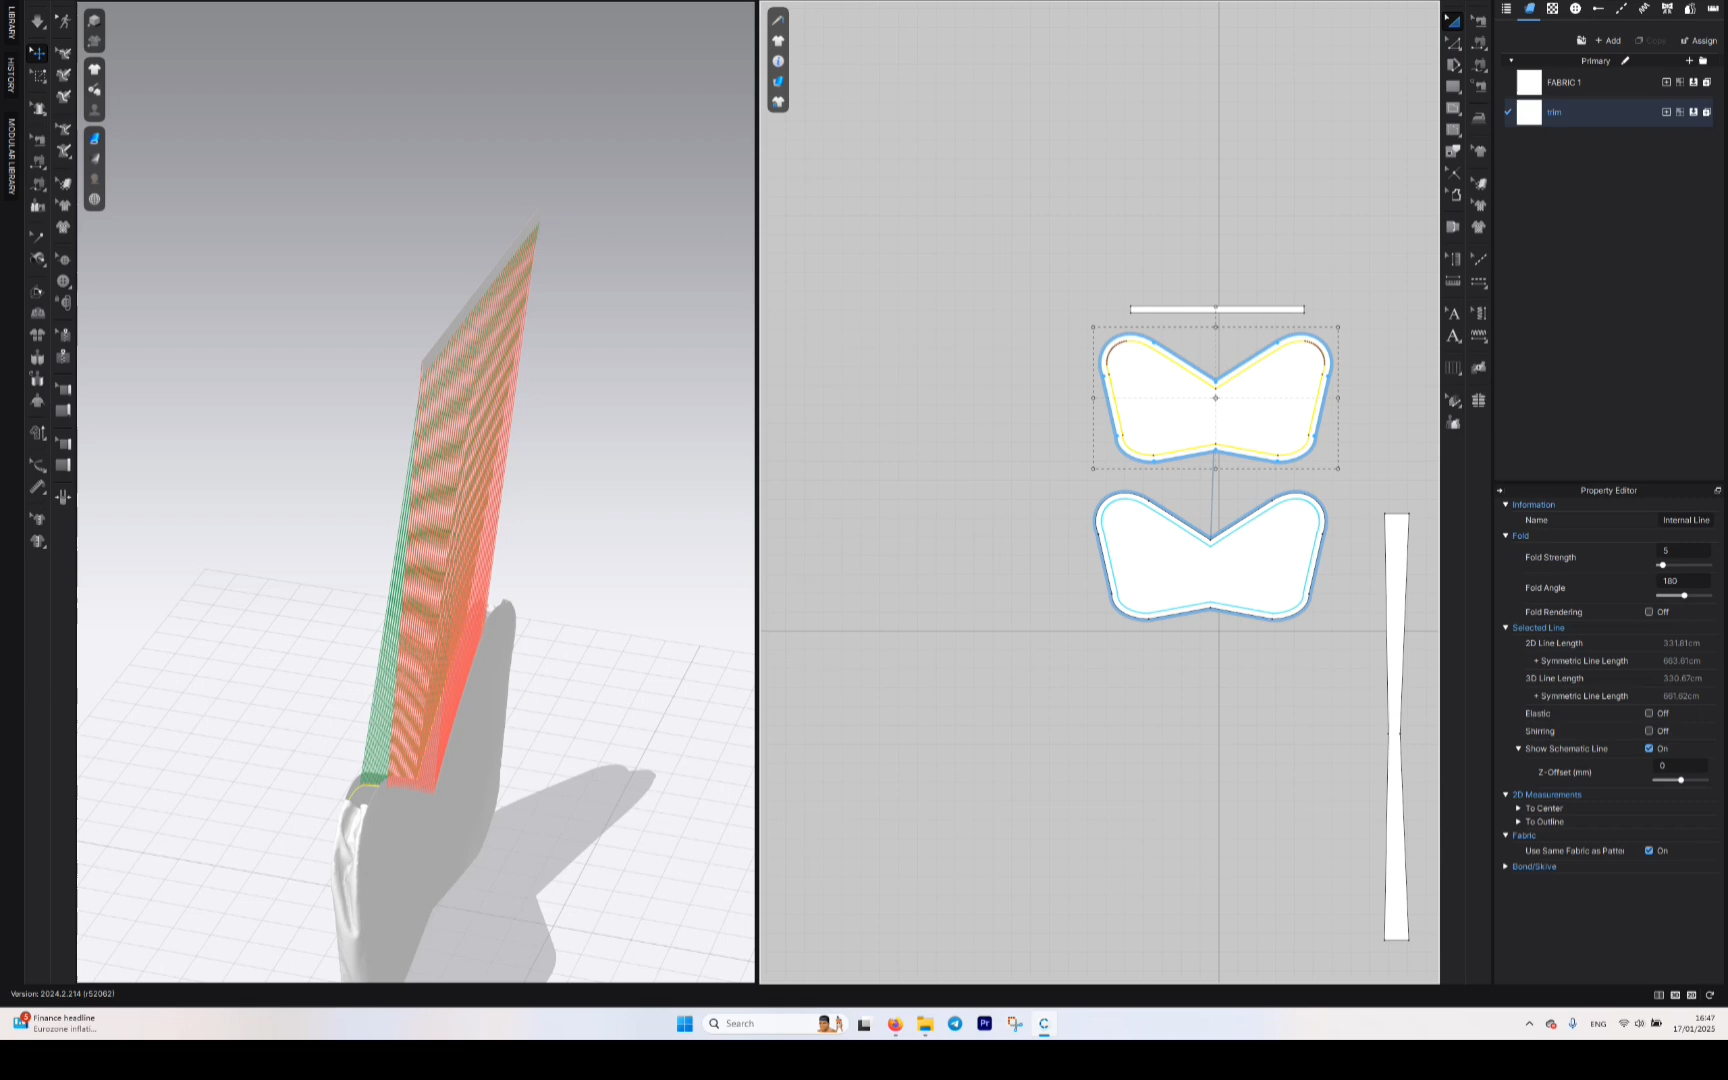 LIBRARY
HISTORY
MODULAR LIBRARY
+ Add
Copy
Assign
Primary
FABRIC 1
trim
Property Editor
Information
Name
Internal Line
Fold
Fold Strength
5
Fold Angle
180
Fold Rendering
Off
Selected Line
2D Line Length
331.81cm
+ Symmetric Line Length
663.61cm
3D Line Length
330.67cm
+ Symmetric Line Length
661.62cm
Elastic
Off
Shirring
Off
Show Schematic Line
On
Z-Offset (mm)
0
2D Measurements
To Center
To Outline
Fabric
Use Same Fabric as Patter
On
Bond/Skive
Version: 2024.2.214 (r52062)
Finance headline
Eurozone inflati...
Search
ENG
16:47
17/01/2025